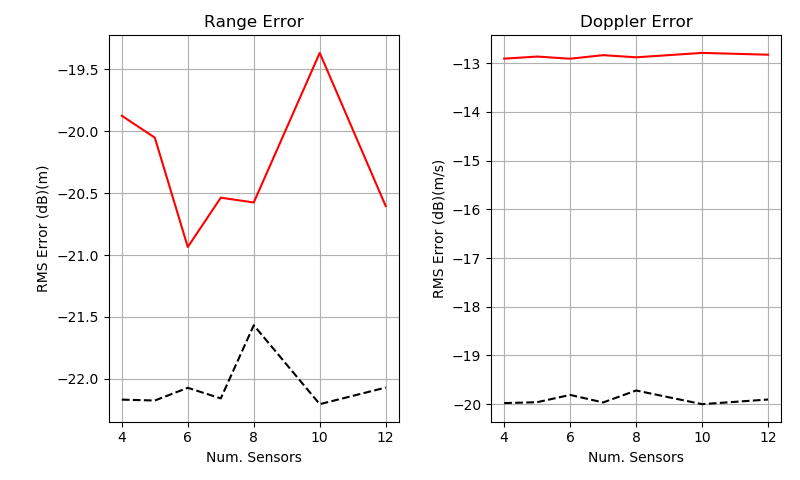 Range Error
RMS Error (dB)(m)
−19.5
−20.0
−20.5
−21.0
−21.5
−22.0
4 6 8 10 12
Num. Sensors
Doppler Error
RMS Error (dB)(m/s)
−13
−14
−15
−16
−17
−18
−19
−20
4 6 8 10 12
Num. Sensors